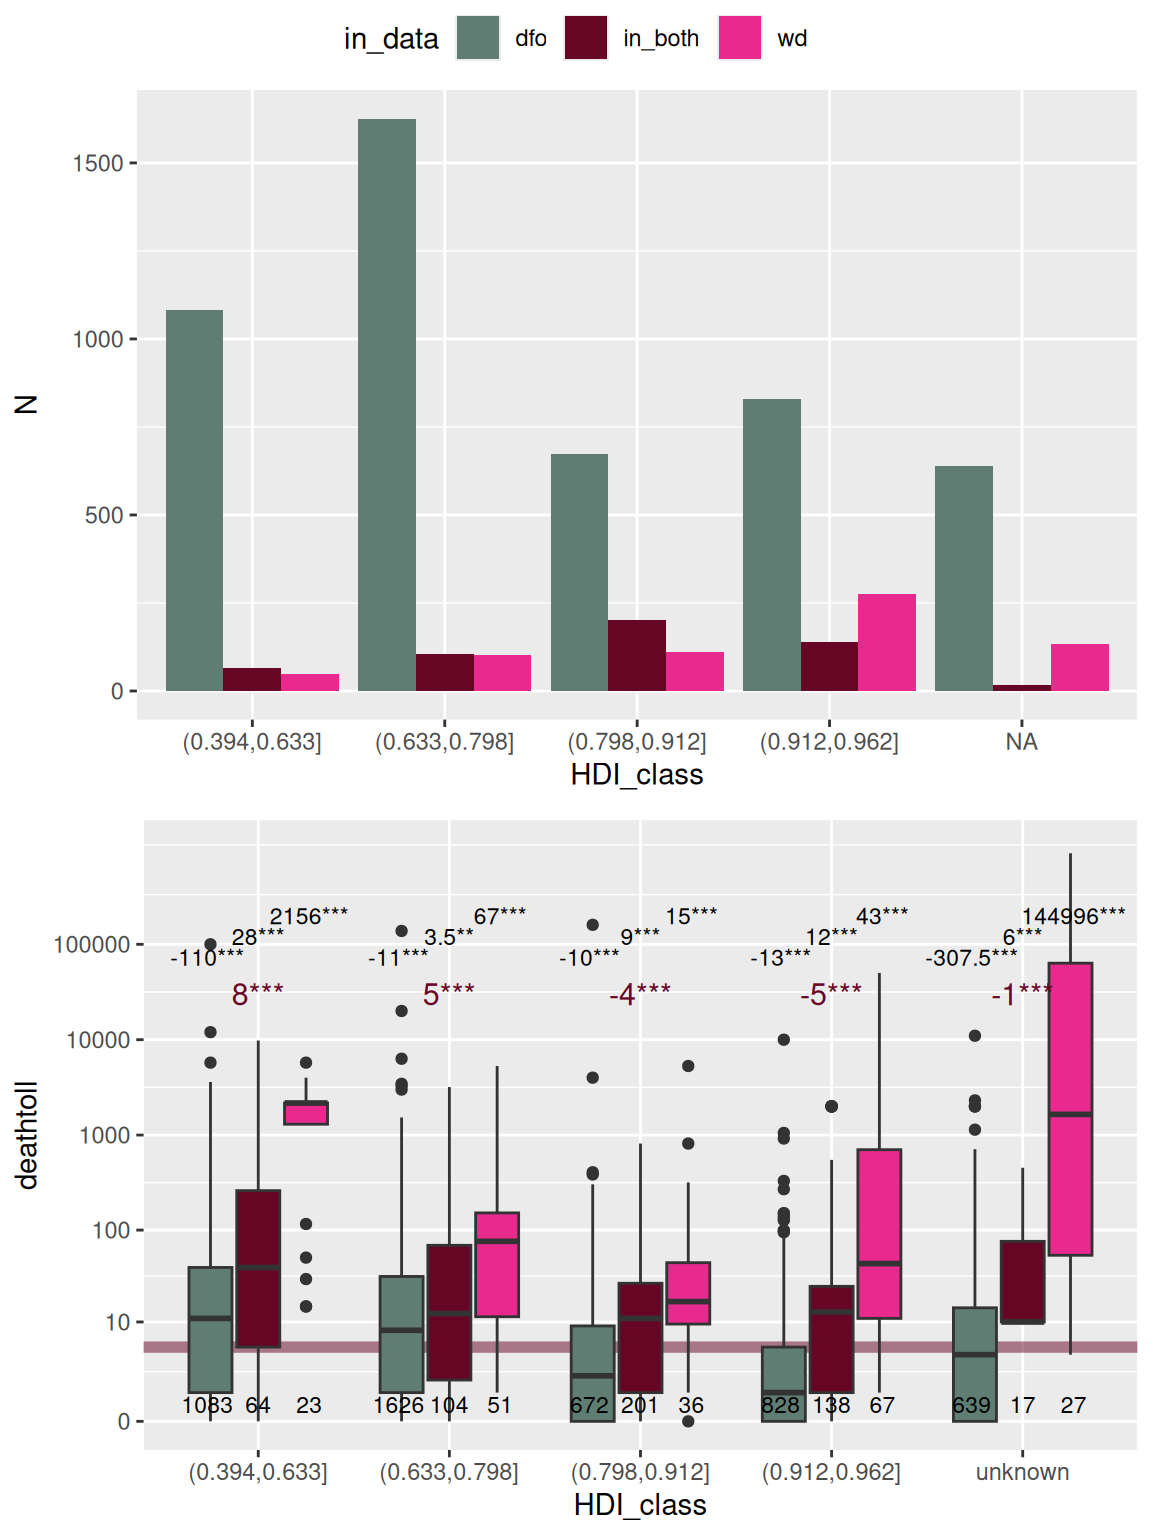 in_data dfo in_both wd
1500
1000
500
0
N
(0.394,0.633] (0.633,0.798] (0.798,0.912] (0.912,0.962] NA
HDI_class
2156*** 67*** 15*** 43*** 144996***
28*** 3.5** 9*** 12*** 6***
-110*** -11*** -10*** -13*** -307.5***
8*** 5*** -4*** -5*** -1***
100000
10000
1000
100
10
0
deathtoll
1083 64 23 1626 104 51 672 201 36 828 138 67 639 17 27
(0.394,0.633] (0.633,0.798] (0.798,0.912] (0.912,0.962] unknown
HDI_class